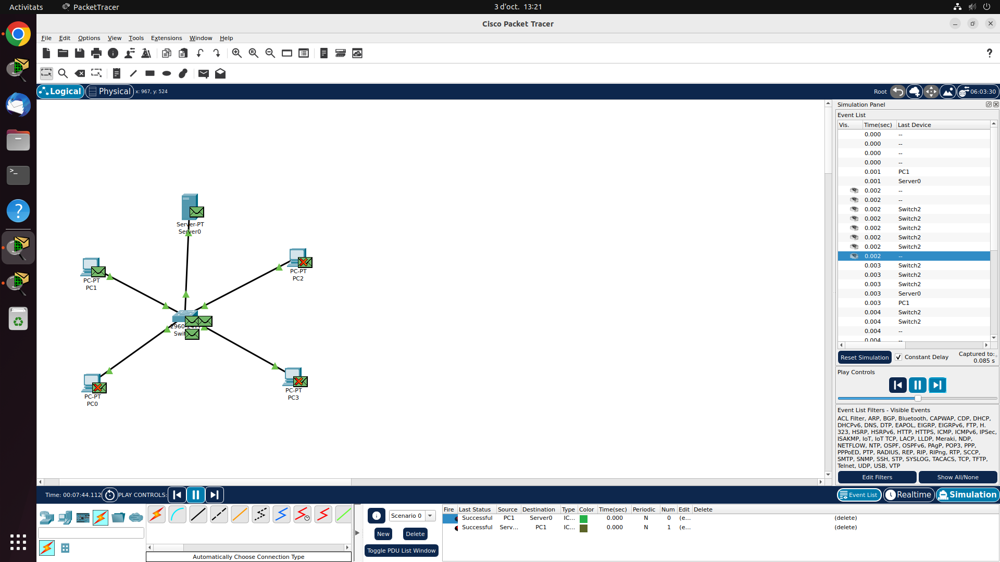 Activitats PacketTracer 3 d'oct. 13:21
Cisco Packet Tracer
File Edit Options View Tools Extensions Window Help
Logical Physical x: 967, y: 524 Root 06:03:30
Simulation Panel
Event List
Vis. Time(sec) Last Device
0.000 --
0.000 --
0.000 --
0.000 --
0.001 PC1
0.001 Server0
0.002 --
0.002 --
0.002 Switch2
0.002 Switch2
0.002 Switch2
0.002 Switch2
0.002 Switch2
0.002 --
0.003 Switch2
0.003 Switch2
0.003 Switch2
0.003 Server0
0.003 PC1
0.004 Switch2
0.004 Switch2
0.004 --
0.004 --
Server-PT
Server0
PC-PT
PC1
PC-PT
PC2
2960-24TT
Swit
PC-PT
PC0
PC-PT
PC3
Reset Simulation Constant Delay Captured to:
0.085 s
Play Controls
Event List Filters - Visible Events
ACL Filter, ARP, BGP, Bluetooth, CAPWAP, CDP, DHCP,
DHCPv6, DNS, DTP, EAPOL, EIGRP, EIGRPv6, FTP, H.
323, HSRP, HSRPv6, HTTP, HTTPS, ICMP, ICMPv6, IPSec,
ISAKMP, IoT, IoT TCP, LACP, LLDP, Meraki, NDP,
NETFLOW, NTP, OSPF, OSPFv6, PAgP, POP3, PPP,
PPPoED, PTP, RADIUS, REP, RIP, RIPng, RTP, SCCP,
SMTP, SNMP, SSH, STP, SYSLOG, TACACS, TCP, TFTP,
Telnet, UDP, USB, VTP
Edit Filters Show All/None
Time: 00:07:44.112 PLAY CONTROLS: Event List Realtime Simulation
Scenario 0
New Delete
Toggle PDU List Window
Automatically Choose Connection Type
Fire Last Status Source Destination Type Color Time(sec) Periodic Num Edit Delete
Successful PC1 Server0 IC... 0.000 N 0 (e... (delete)
Successful Serv... PC1 IC... 0.000 N 1 (e... (delete)